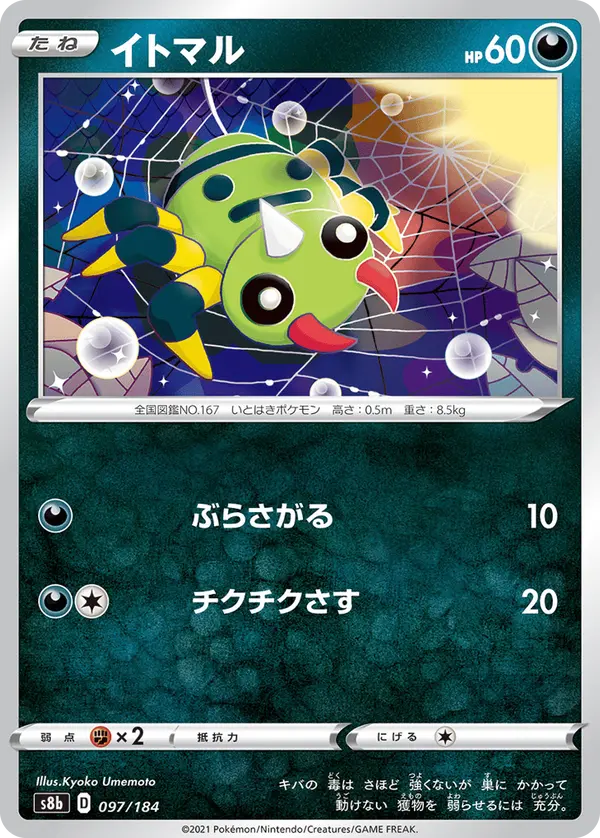 たね イトマル HP60
全国図鑑NO.167 いとはきポケモン 高さ：0.5m 重さ：8.5kg
ぶらさがる 10
チクチクさす 20
弱点 ×2 抵抗力 にげる
Illus.Kyoko Umemoto
s8b D 097/184
キバの 毒は さほど 強くないが 巣に かかって
動けない 獲物を 弱らせるには 充分。
©2021 Pokémon/Nintendo/Creatures/GAME FREAK.